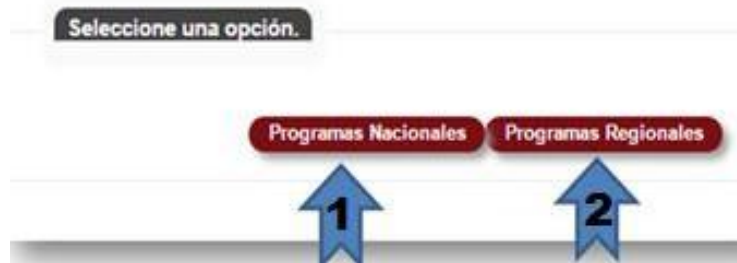 Seleccione una opción.
Programas Nacionales Programas Regionales
1 2